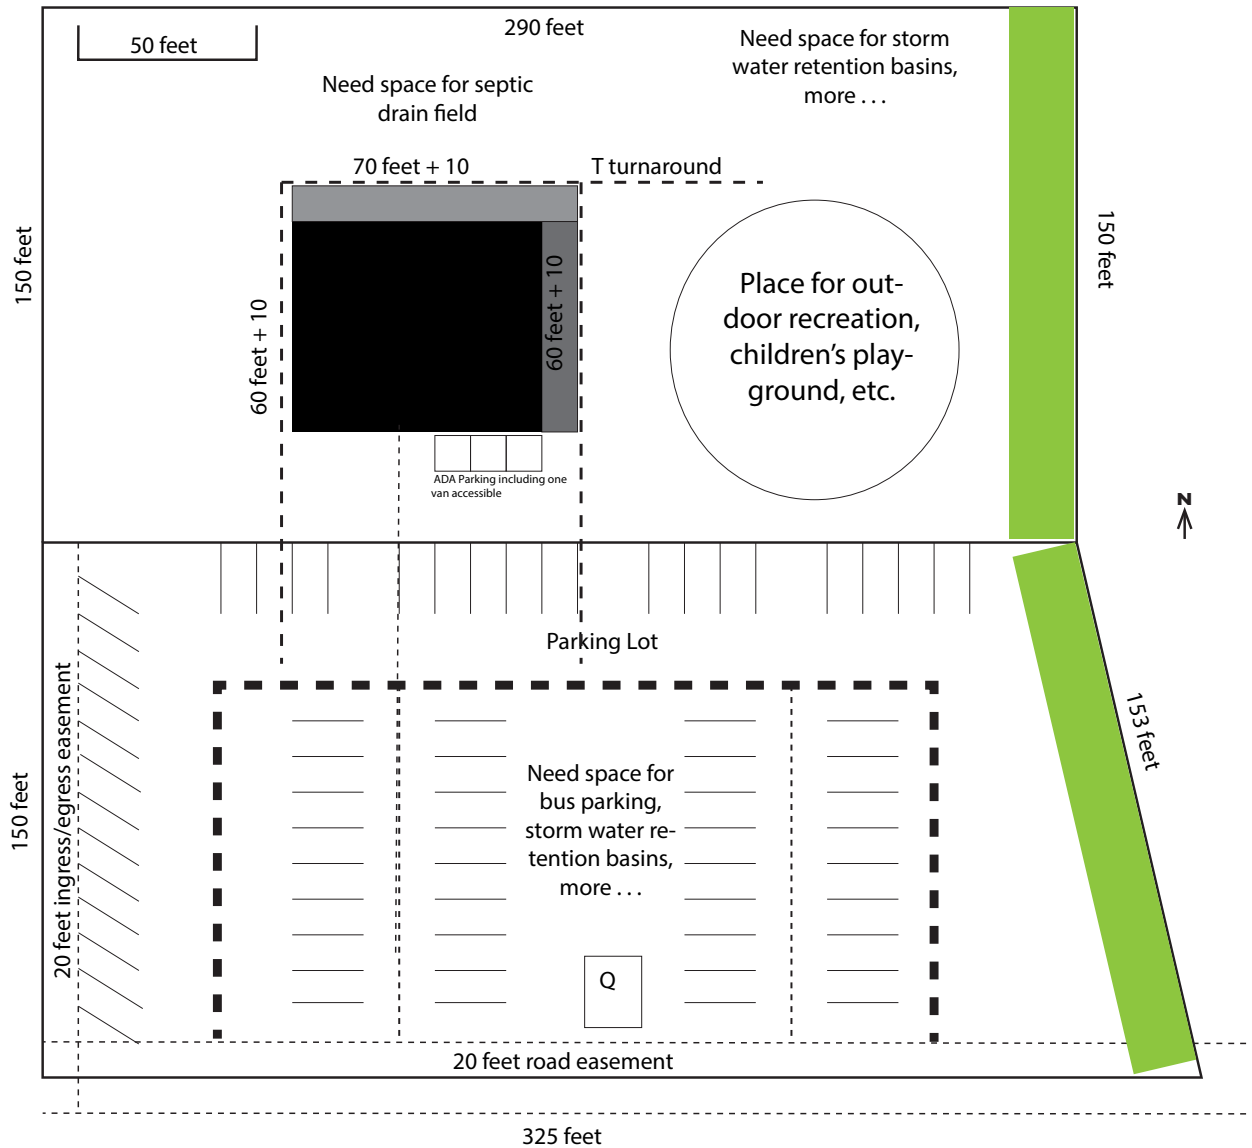 290 feet
50 feet
Need space for storm
water retention basins,
more . . .
Need space for septic
drain field
70 feet + 10
T turnaround
150 feet
150 feet
60 feet + 10
60 feet + 10
Place for out-
door recreation,
children's play-
ground, etc.
ADA Parking including one
van accessible
N
Parking Lot
20 feet ingress/egress easement
150 feet
153 feet
Need space for
bus parking,
storm water re-
tention basins,
more . . .
Q
20 feet road easement
325 feet